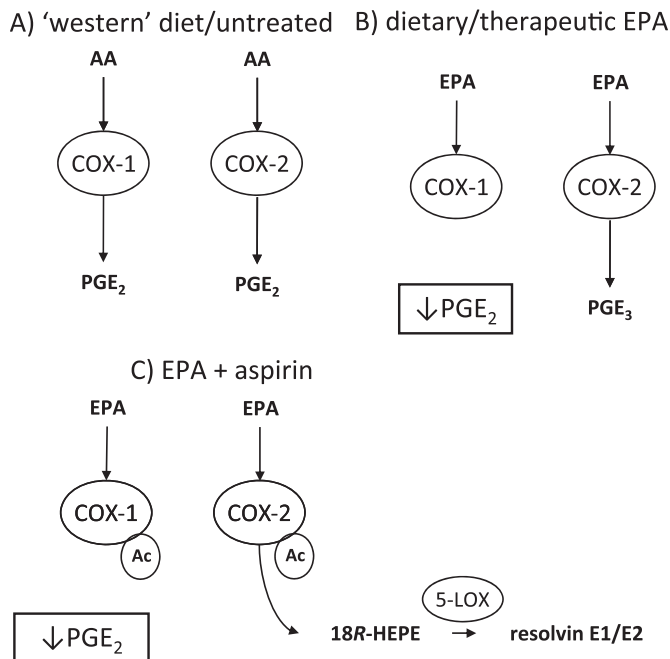 A) ‘western’ diet/untreated
AA AA
COX-1 COX-2
PGE₂ PGE₂
B) dietary/therapeutic EPA
EPA EPA
COX-1 COX-2
↓PGE₂ PGE₃
C) EPA + aspirin
EPA EPA
COX-1 COX-2
Ac Ac
5-LOX
18R-HEPE → resolvin E1/E2
↓PGE₂